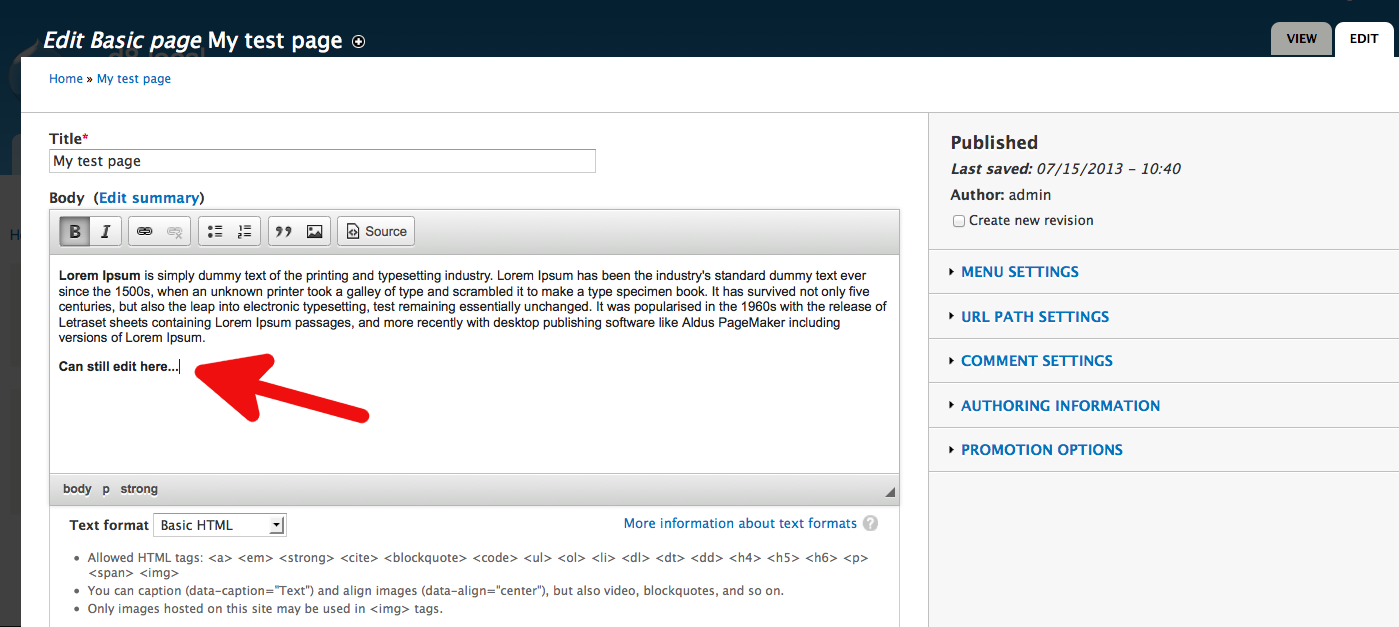 Edit Basic page My test page
VIEW
EDIT
Home » My test page
Title*
My test page
Body (Edit summary)
B I Source
Lorem Ipsum is simply dummy text of the printing and typesetting industry. Lorem Ipsum has been the industry's standard dummy text ever
since the 1500s, when an unknown printer took a galley of type and scrambled it to make a type specimen book. It has survived not only five
centuries, but also the leap into electronic typesetting, test remaining essentially unchanged. It was popularised in the 1960s with the release of
Letraset sheets containing Lorem Ipsum passages, and more recently with desktop publishing software like Aldus PageMaker including
versions of Lorem Ipsum.
Can still edit here...
body p strong
Text format Basic HTML
More information about text formats ?
• Allowed HTML tags: <a> <em> <strong> <cite> <blockquote> <code> <ul> <ol> <li> <dl> <dt> <dd> <h4> <h5> <h6> <p>
<span> <img>
• You can caption (data-caption="Text") and align images (data-align="center"), but also video, blockquotes, and so on.
• Only images hosted on this site may be used in <img> tags.
Published
Last saved: 07/15/2013 - 10:40
Author: admin
Create new revision
MENU SETTINGS
URL PATH SETTINGS
COMMENT SETTINGS
AUTHORING INFORMATION
PROMOTION OPTIONS